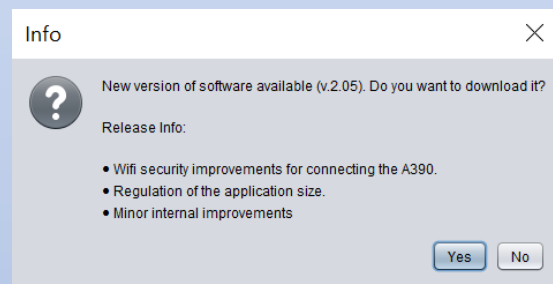 Info
New version of software available (v.2.05). Do you want to download it?
Release Info:
• Wifi security improvements for connecting the A390.
• Regulation of the application size.
• Minor internal improvements
Yes No